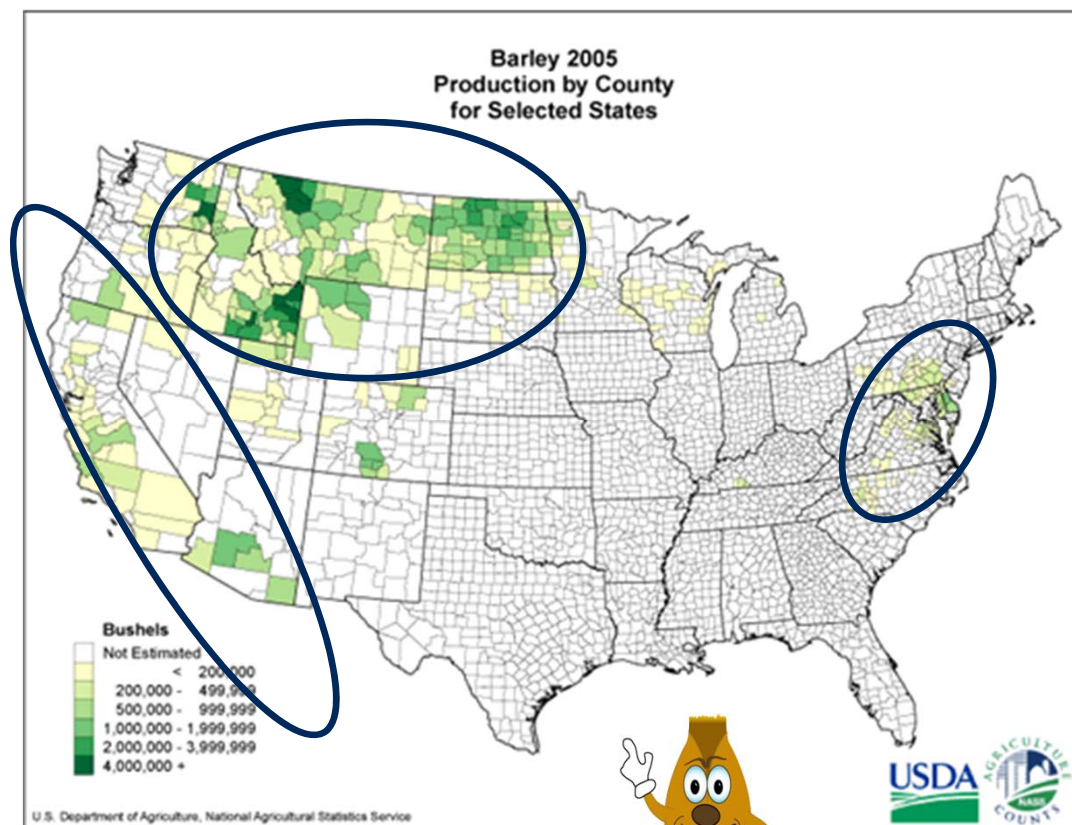 Barley 2005
Production by County
for Selected States
Bushels
Not Estimated
< 200,000
200,000 - 499,999
500,000 - 999,999
1,000,000 - 1,999,999
2,000,000 - 3,999,999
4,000,000 +
U.S. Department of Agriculture, National Agricultural Statistics Service
USDA
AGRICULTURE
NASS
COUNTS